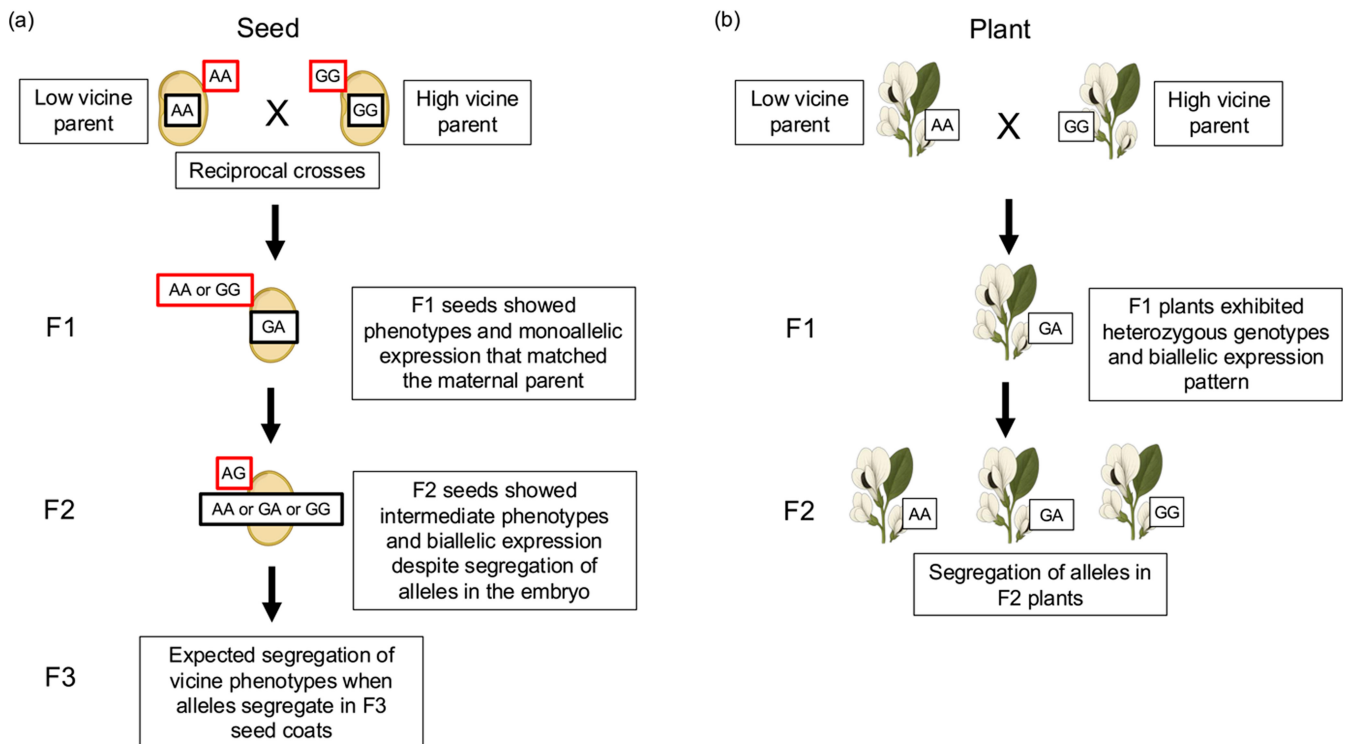 (a)
Seed
AA
GG
Low vicine
parent
AA
X
GG
High vicine
parent
Reciprocal crosses
F1
AA or GG
GA
F1 seeds showed
phenotypes and monoallelic
expression that matched
the maternal parent
F2
AG
AA or GA or GG
F2 seeds showed
intermediate phenotypes
and biallelic expression
despite segregation of
alleles in the embryo
F3
Expected segregation of
vicine phenotypes when
alleles segregate in F3
seed coats
(b)
Plant
Low vicine
parent
AA
X
GG
High vicine
parent
F1
GA
F1 plants exhibited
heterozygous genotypes
and biallelic expression
pattern
F2
AA
GA
GG
Segregation of alleles in
F2 plants